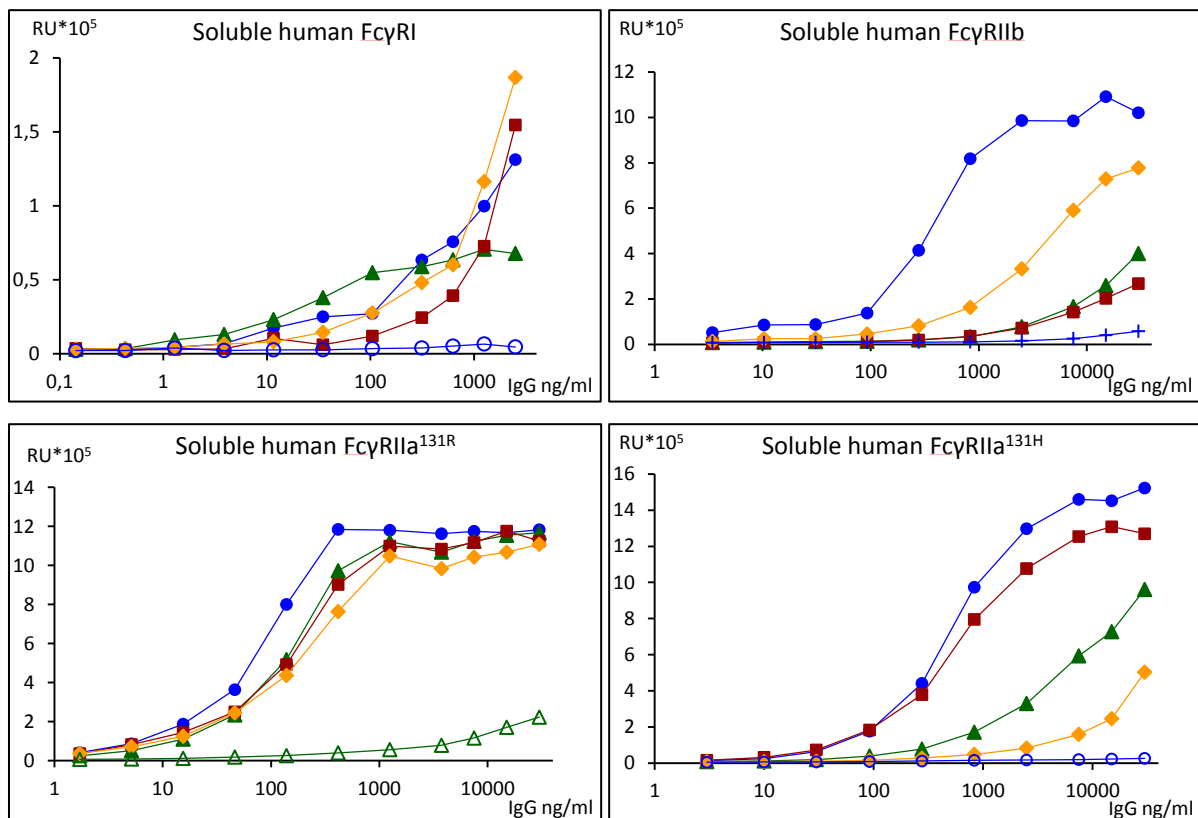 RU*10⁵
Soluble human FcγRI
2
1,5
1
0,5
0
0,1 1 10 100 1000
IgG ng/ml
RU*10⁵
Soluble human FcγRIIb
12
10
8
6
4
2
0
1 10 100 1000 10000
IgG ng/ml
RU*10⁵
Soluble human FcγRIIa¹³¹ᴿ
14
12
10
8
6
4
2
0
1 10 100 1000 10000
IgG ng/ml
RU*10⁵
Soluble human FcγRIIa¹³¹ᴴ
16
14
12
10
8
6
4
2
0
1 10 100 1000 10000
IgG ng/ml